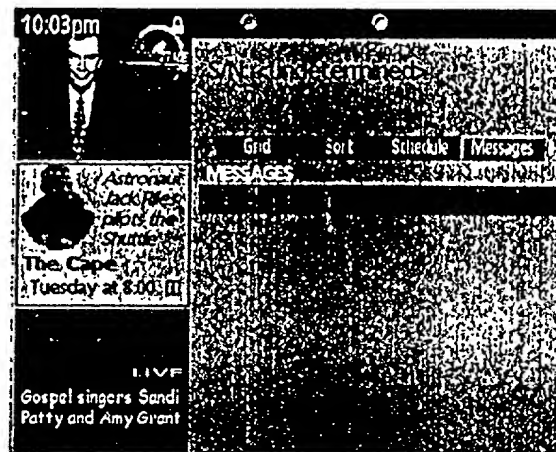 10:03pm
Grid Sort Schedule Messages
MESSAGES
Astronaut
Jack Riles
pilots the
Shuttle
The Cape
Tuesday at 8:00
LIVE
Gospel singers Sandi
Patty and Amy Grant